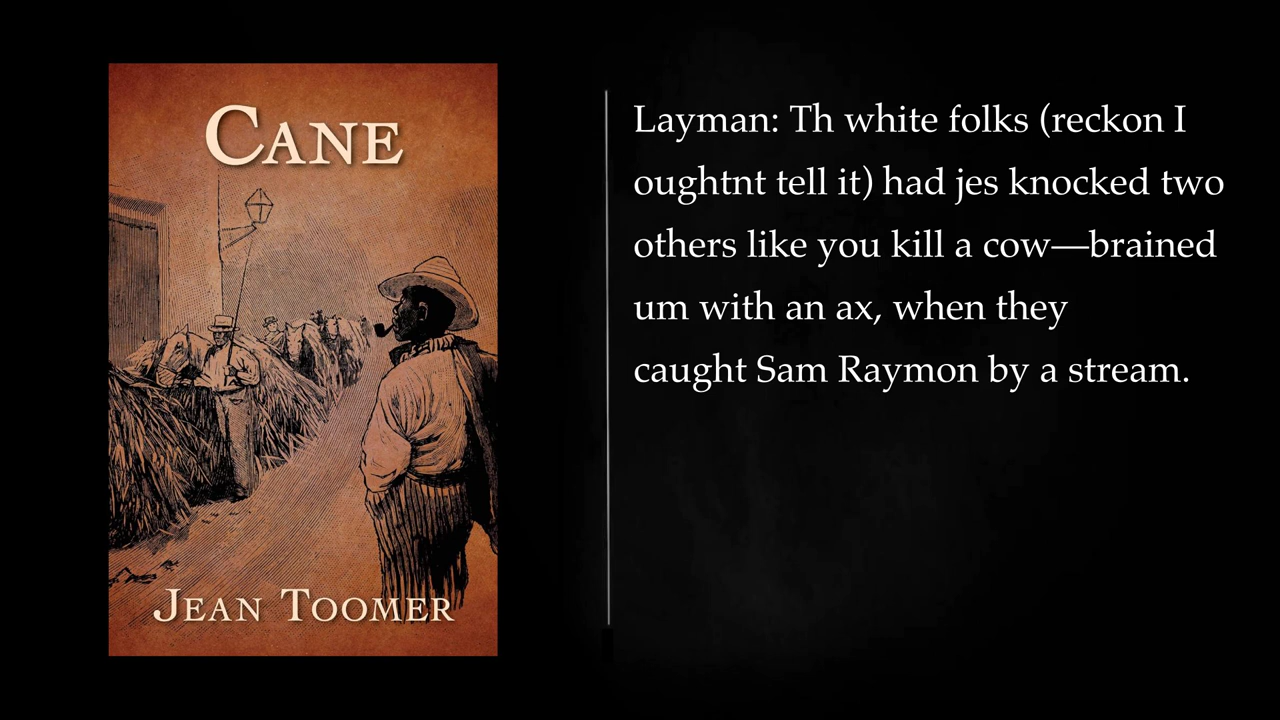 CANE
JEAN TOOMER
Layman: Th white folks (reckon I
oughtnt tell it) had jes knocked two
others like you kill a cow—brained
um with an ax, when they
caught Sam Raymon by a stream.